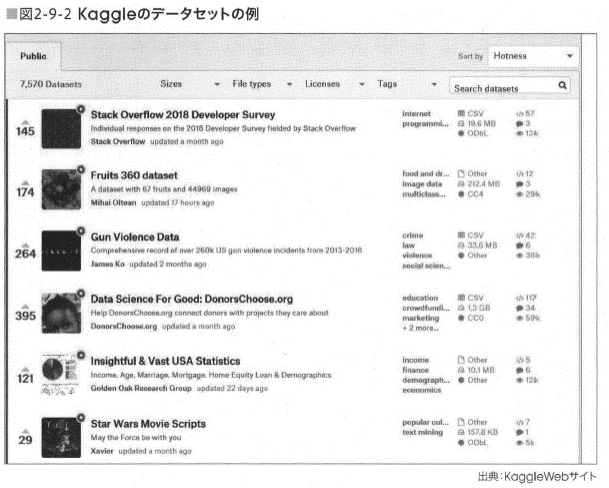 ■図2-9-2 Kaggleのデータセットの例
Public
Sort by Hotness
7,570 Datasets Sizes File types Licenses Tags Search datasets
145
Stack Overflow 2018 Developer Survey
Individual responses on the 2018 Developer Survey fielded by Stack Overflow
Stack Overflow updated a month ago
internet
programmi...
CSV
19.6 MB
ODbL
57
3
13k
174
Fruits 360 dataset
A dataset with 67 fruits and 44969 images
Mihai Oltean updated 17 hours ago
food and dr...
image data
multiclass...
Other
212.4 MB
CC4
12
3
29k
264
Gun Violence Data
Comprehensive record of over 260k US gun violence incidents from 2013-2018
James Ko updated 2 months ago
crime
law
violence
social scien...
CSV
33.8 MB
Other
42
6
38k
395
Data Science For Good: DonorsChoose.org
Help DonorsChoose.org connect donors with projects they care about
DonorsChoose.org updated a month ago
education
crowdfundi...
marketing
+ 2 more...
CSV
1.3 GB
CC0
117
34
59k
121
Insightful & Vast USA Statistics
Income, Age, Marriage, Mortgage, Home Equity Loan & Demographics
Golden Oak Research Group updated 22 days ago
income
finance
demograph...
economics
Other
10.1 MB
Other
5
6
12k
29
Star Wars Movie Scripts
May the Force be with you
Xavier updated a month ago
popular cul...
text mining
Other
157.8 KB
ODbL
7
1
5k
出典:KaggleWebサイト